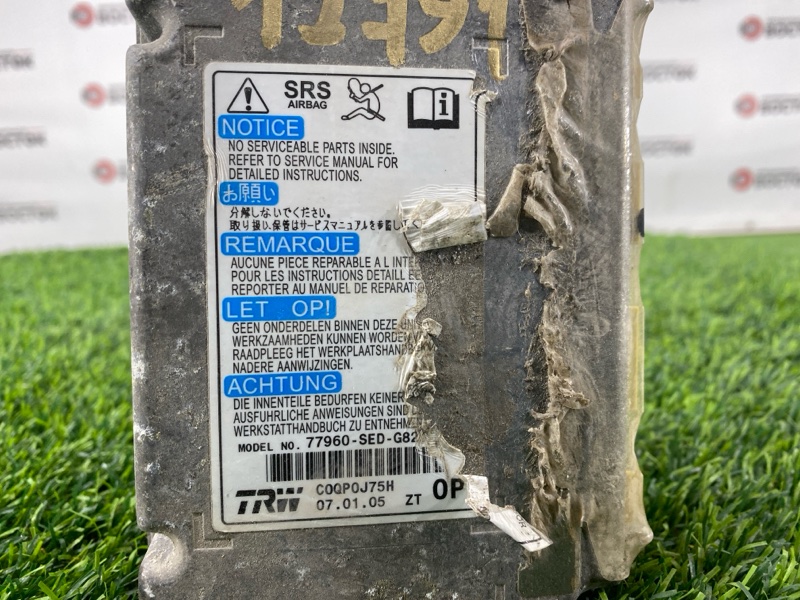 SRS
AIRBAG
NOTICE
NO SERVICEABLE PARTS INSIDE.
REFER TO SERVICE MANUAL FOR
DETAILED INSTRUCTIONS.
お願い
分解しないでください。
取り扱い、保管はサービスマニュアルを参照して
REMARQUE
AUCUNE PIECE REPARABLE A L INTE
POUR LES INSTRUCTIONS DETAILL
REPORTER AU MANUEL DE REPARAT
LET OP!
GEEN ONDERDELEN BINNEN DEZE
WERKZAAMHEDEN KUNNEN WORDE
RAADPLEEG HET WERKPLAATSHAND
NADERE AANWIJZINGEN.
ACHTUNG
DIE INNENTEILE BEDURFEN KEINER
AUSFUHRLICHE ANWEISUNGEN SIND
WERKSTATTHANDBUCH ZU ENTNEHM
MODEL NO. 77960-SED-G82
TRW C0QP0J75H
07.01.05 ZT OP